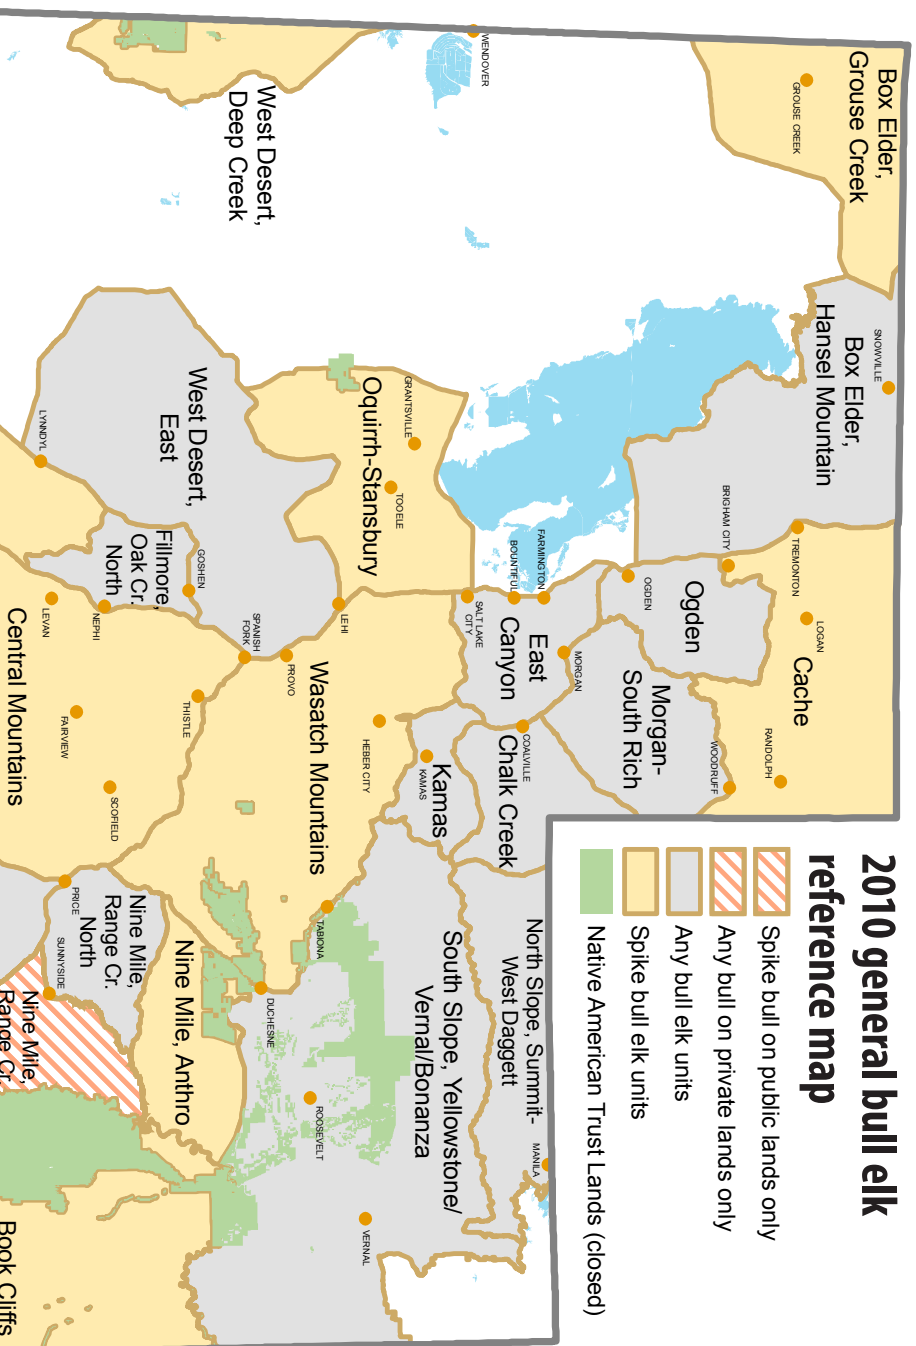 2010 general bull elk
reference map
Spike bull on public lands only
Any bull on private lands only
Any bull elk units
Spike bull elk units
Native American Trust Lands (closed)
Box Elder,
Grouse Creek
GROUSE CREEK
SNOWVILLE
Box Elder,
Hansel Mountain
BRIGHAM CITY
TREMONTON
LOGAN
Cache
RANDOLPH
WOODRUFF
OGDEN
Ogden
Morgan-
South Rich
MORGAN
FARMINGTON
BOUNTIFUL
East
Canyon
SALT LAKE
CITY
COALVILLE
Chalk Creek
Kamas
KAMAS
North Slope, Summit-
West Daggett
MANILA
South Slope, Yellowstone/
Vernal/Bonanza
WENDOVER
West Desert,
Deep Creek
GRANTSVILLE
TOOELE
Oquirrh-Stansbury
LEHI
HEBER CITY
Wasatch Mountains
PROVO
SPANISH
FORK
TABIONA
DUCHESNE
ROOSEVELT
VERNAL
West Desert,
East
LYNNDYL
GOSHEN
Fillmore,
Oak Cr.
North
NEPHI
LEVAN
THISTLE
FAIRVIEW
SCOFIELD
Central Mountains
Nine Mile, Anthro
Nine Mile,
Range Cr.
North
PRICE
SUNNYSIDE
Nine Mile,
Range Cr.
Book Cliffs